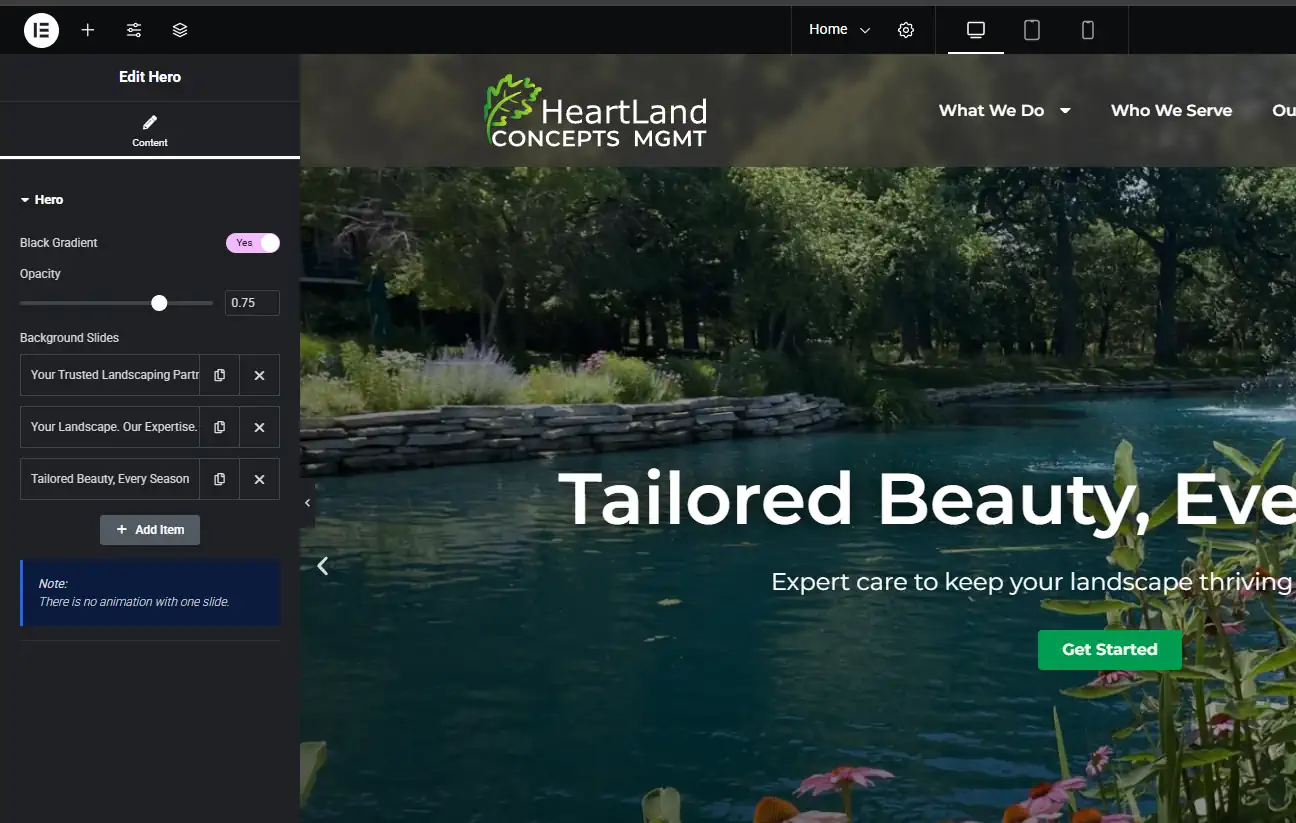 Home
Edit Hero
Content
Hero
Black Gradient
Yes
Opacity
0.75
Background Slides
Your Trusted Landscaping Partr
Your Landscape. Our Expertise.
Tailored Beauty, Every Season
+ Add Item
Note:
There is no animation with one slide.
HeartLand
CONCEPTS MGMT
What We Do
Who We Serve
Ou
Tailored Beauty, Eve
Expert care to keep your landscape thriving
Get Started